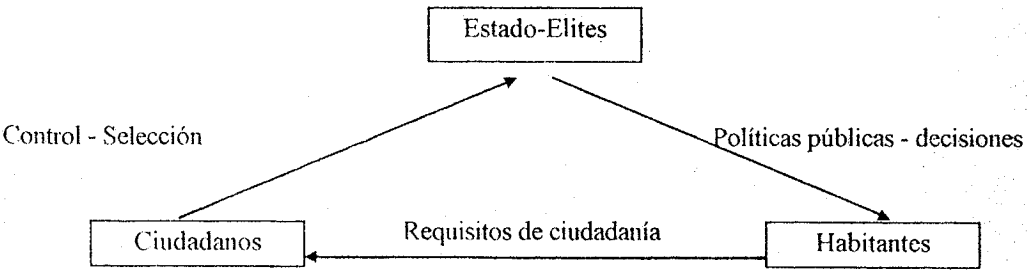 Estado-Elites
Control - Selección
Políticas públicas - decisiones
Ciudadanos
Requisitos de ciudadanía
Habitantes